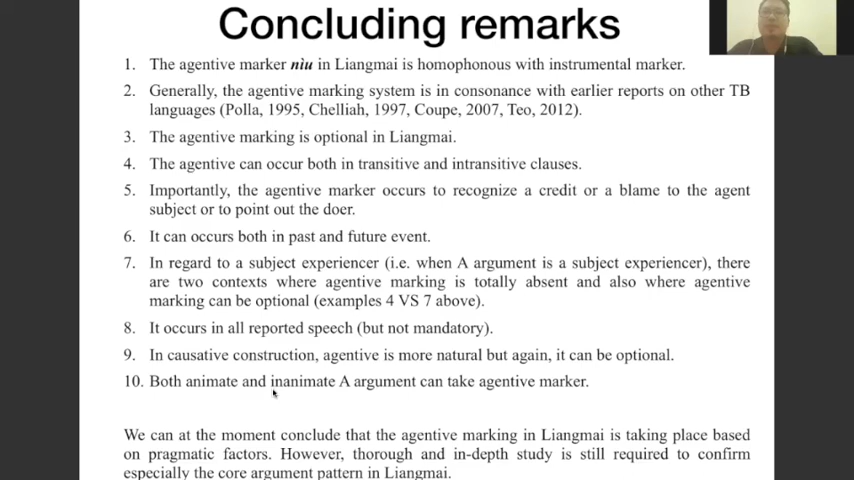 Concluding remarks
1. The agentive marker nìu in Liangmai is homophonous with instrumental marker.
2. Generally, the agentive marking system is in consonance with earlier reports on other TB
languages (Polla, 1995, Chelliah, 1997, Coupe, 2007, Teo, 2012).
3. The agentive marking is optional in Liangmai.
4. The agentive can occur both in transitive and intransitive clauses.
5. Importantly, the agentive marker occurs to recognize a credit or a blame to the agent
subject or to point out the doer.
6. It can occurs both in past and future event.
7. In regard to a subject experiencer (i.e. when A argument is a subject experiencer), there
are two contexts where agentive marking is totally absent and also where agentive
marking can be optional (examples 4 VS 7 above).
8. It occurs in all reported speech (but not mandatory).
9. In causative construction, agentive is more natural but again, it can be optional.
10. Both animate and inanimate A argument can take agentive marker.
We can at the moment conclude that the agentive marking in Liangmai is taking place based
on pragmatic factors. However, thorough and in-depth study is still required to confirm
especially the core argument pattern in Liangmai.